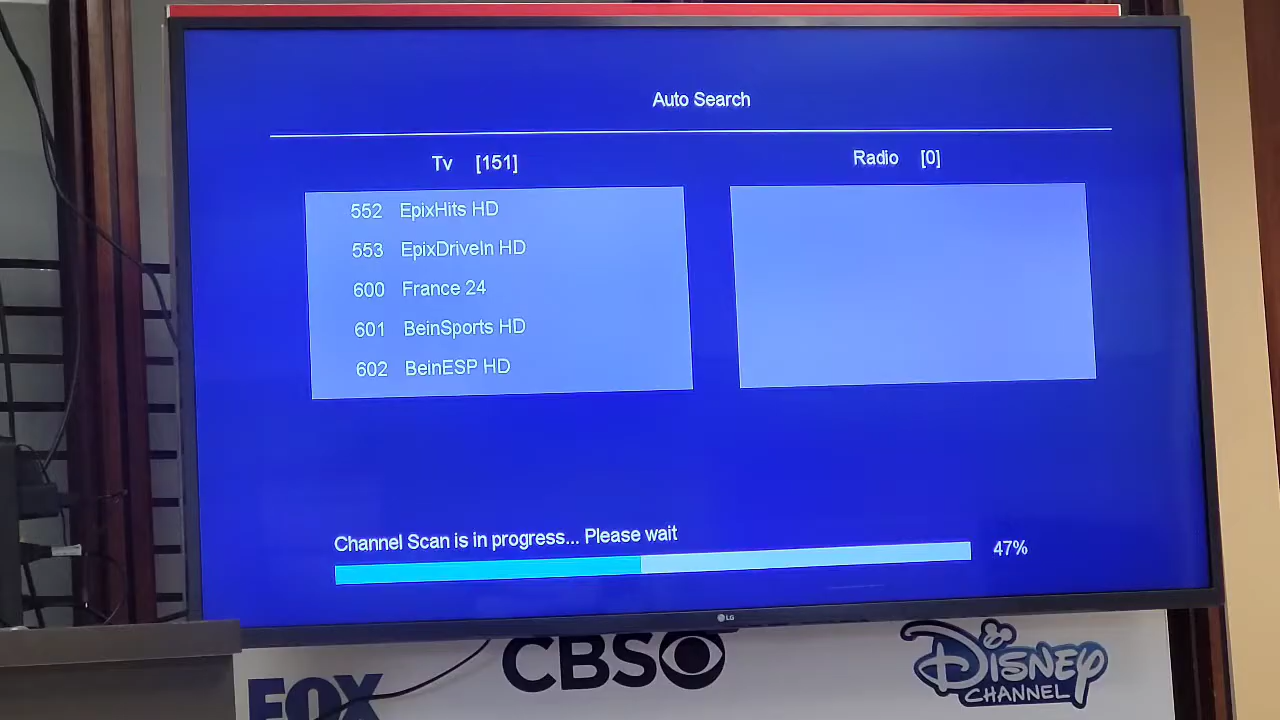 Auto Search
Tv [151]
Radio [0]
552 EpixHits HD
553 EpixDriveIn HD
600 France 24
601 BeinSports HD
602 BeinESP HD
Channel Scan is in progress... Please wait
47%
LG
CBS
DISNEY
CHANNEL
FOX